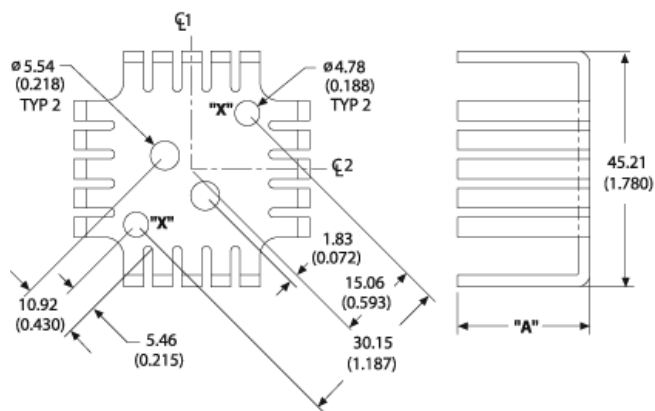 ℄1
ø 5.54
(0.218)
TYP 2
ø 4.78
(0.188)
TYP 2
"X"
℄2
45.21
(1.780)
"X"
1.83
(0.072)
15.06
(0.593)
10.92
(0.430)
5.46
(0.215)
30.15
(1.187)
"A"